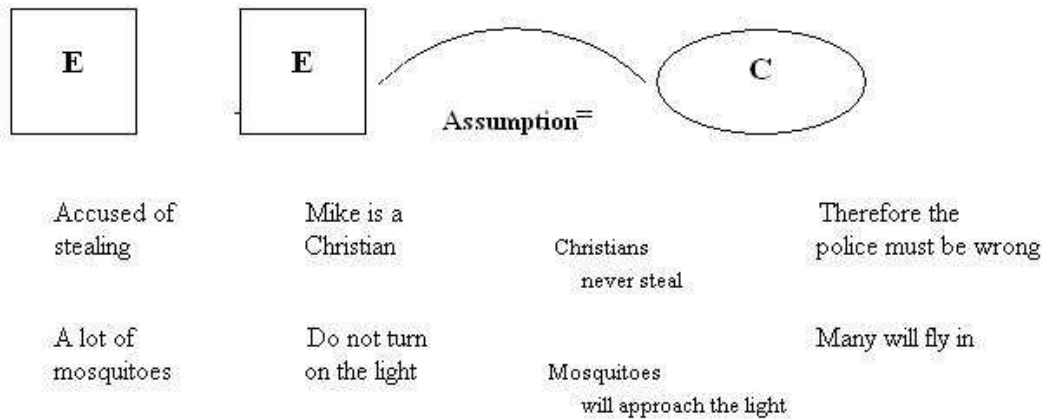 E
E
C
Assumption=
Accused of
stealing
Mike is a
Christian
Christians
never steal
Therefore the
police must be wrong
A lot of
mosquitoes
Do not turn
on the light
Mosquitoes
will approach the light
Many will fly in